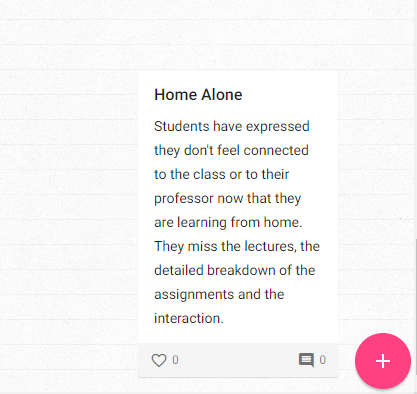 Home Alone
Students have expressed
they don't feel connected
to the class or to their
professor now that they
are learning from home.
They miss the lectures, the
detailed breakdown of the
assignments and the
interaction.
0 0